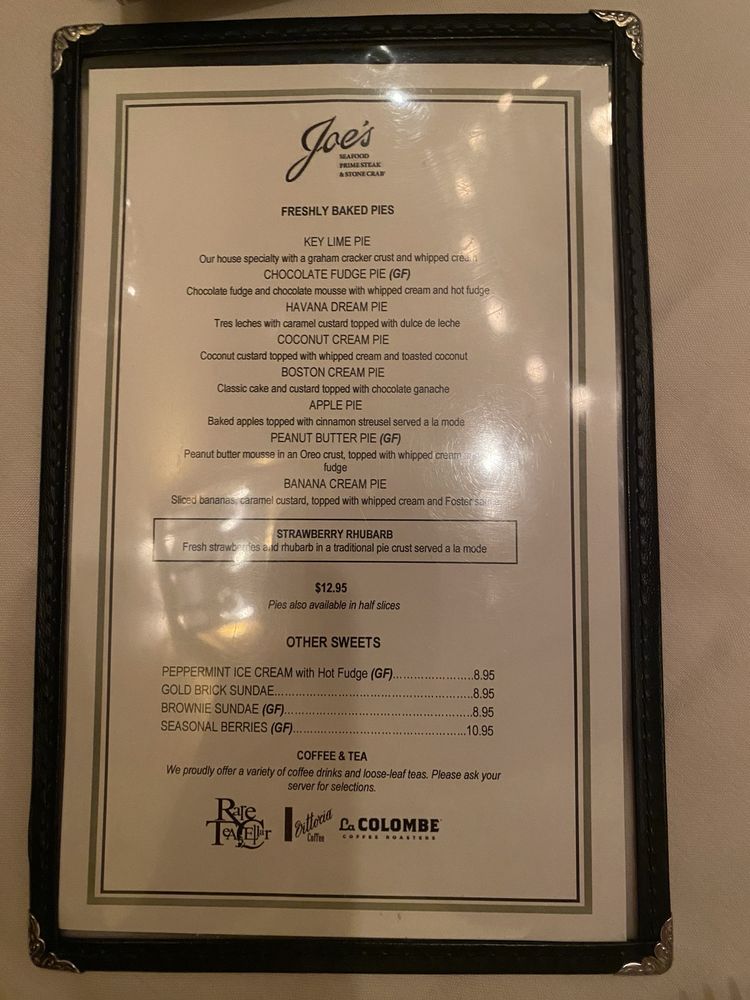 Joe's
SEAFOOD
PRIME STEAK
& STONE CRAB
FRESHLY BAKED PIES
KEY LIME PIE
Our house specialty with a graham cracker crust and whipped cream
CHOCOLATE FUDGE PIE (GF)
Chocolate fudge and chocolate mousse with whipped cream and hot fudge
HAVANA DREAM PIE
Tres leches with caramel custard topped with dulce de leche
COCONUT CREAM PIE
Coconut custard topped with whipped cream and toasted coconut
BOSTON CREAM PIE
Classic cake and custard topped with chocolate ganache
APPLE PIE
Baked apples topped with cinnamon streusel served a la mode
PEANUT BUTTER PIE (GF)
Peanut butter mousse in an Oreo crust, topped with whipped cream
fudge
BANANA CREAM PIE
Sliced bananas, caramel custard, topped with whipped cream and Foster
STRAWBERRY RHUBARB
Fresh strawberries and rhubarb in a traditional pie crust served a la mode
$12.95
Pies also available in half slices
OTHER SWEETS
PEPPERMINT ICE CREAM with Hot Fudge (GF)......................8.95
GOLD BRICK SUNDAE......................................................8.95
BROWNIE SUNDAE (GF)...................................................8.95
SEASONAL BERRIES (GF)...............................................10.95
COFFEE & TEA
We proudly offer a variety of coffee drinks and loose-leaf teas. Please ask your
server for selections.
Rare Tea Cellar
Vittoria Coffee
La COLOMBE
COFFEE ROASTERS